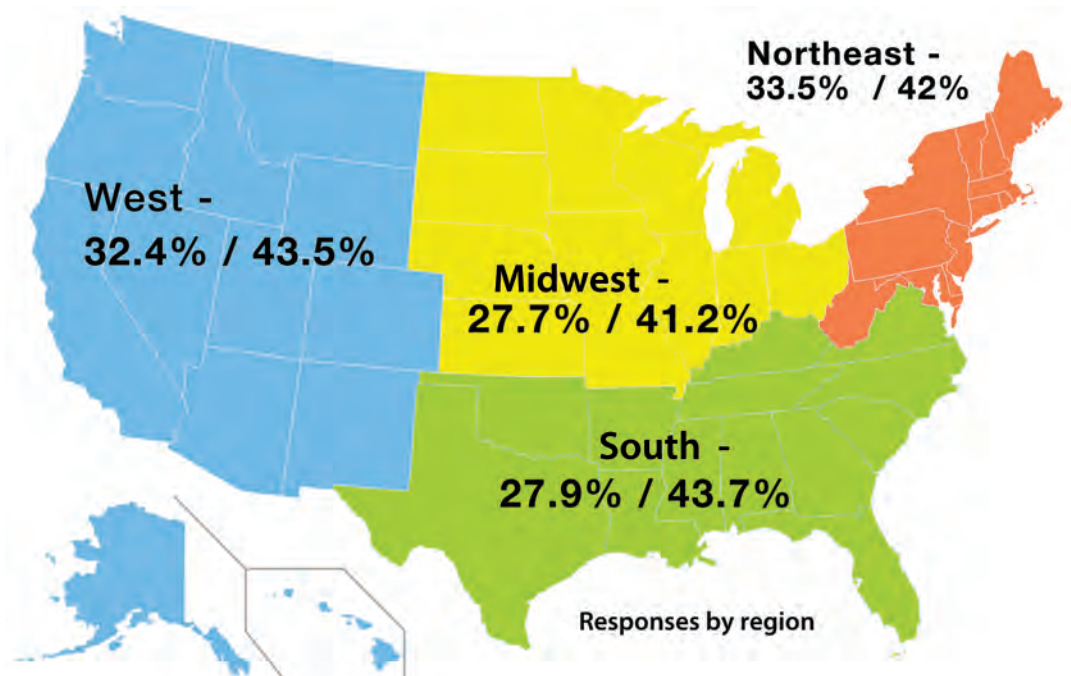 Northeast -
33.5% / 42%
West -
32.4% / 43.5%
Midwest -
27.7% / 41.2%
South -
27.9% / 43.7%
Responses by region